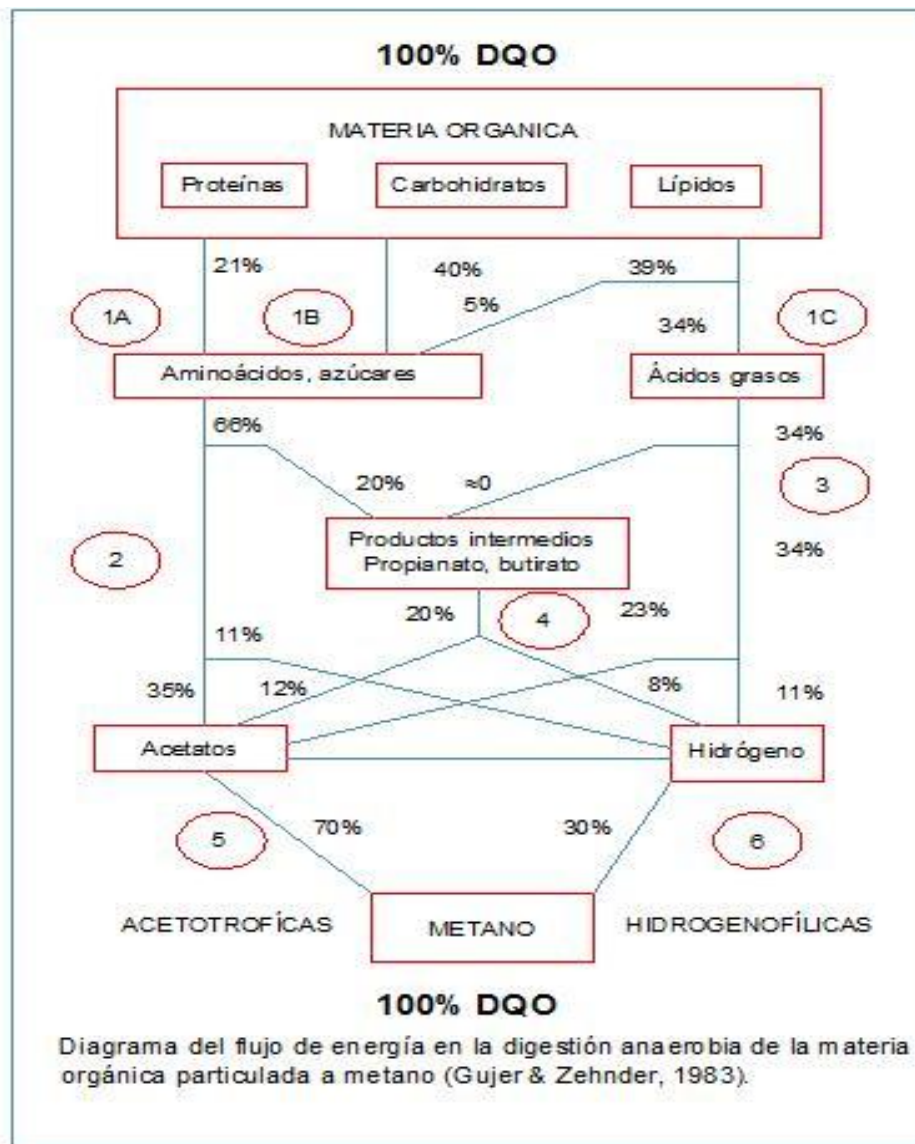 100% DQO
MATERIA ORGANICA
Proteínas Carbohidratos Lípidos
21% 40% 39%
1A 1B 5% 34% 1C
Aminoácidos, azúcares Ácidos grasos
66% 34%
20% ≈0 3
Productos intermedios
Propianato, butirato
2 34%
20% 4 23%
11%
35% 12% 8% 11%
Acetatos Hidrógeno
5 70% 30% 6
ACETOTROFÍCAS METANO HIDROGENOFÍLICAS
100% DQO
Diagrama del flujo de energía en la digestión anaerobia de la materia
orgánica particulada a metano (Gujer & Zehnder, 1983).